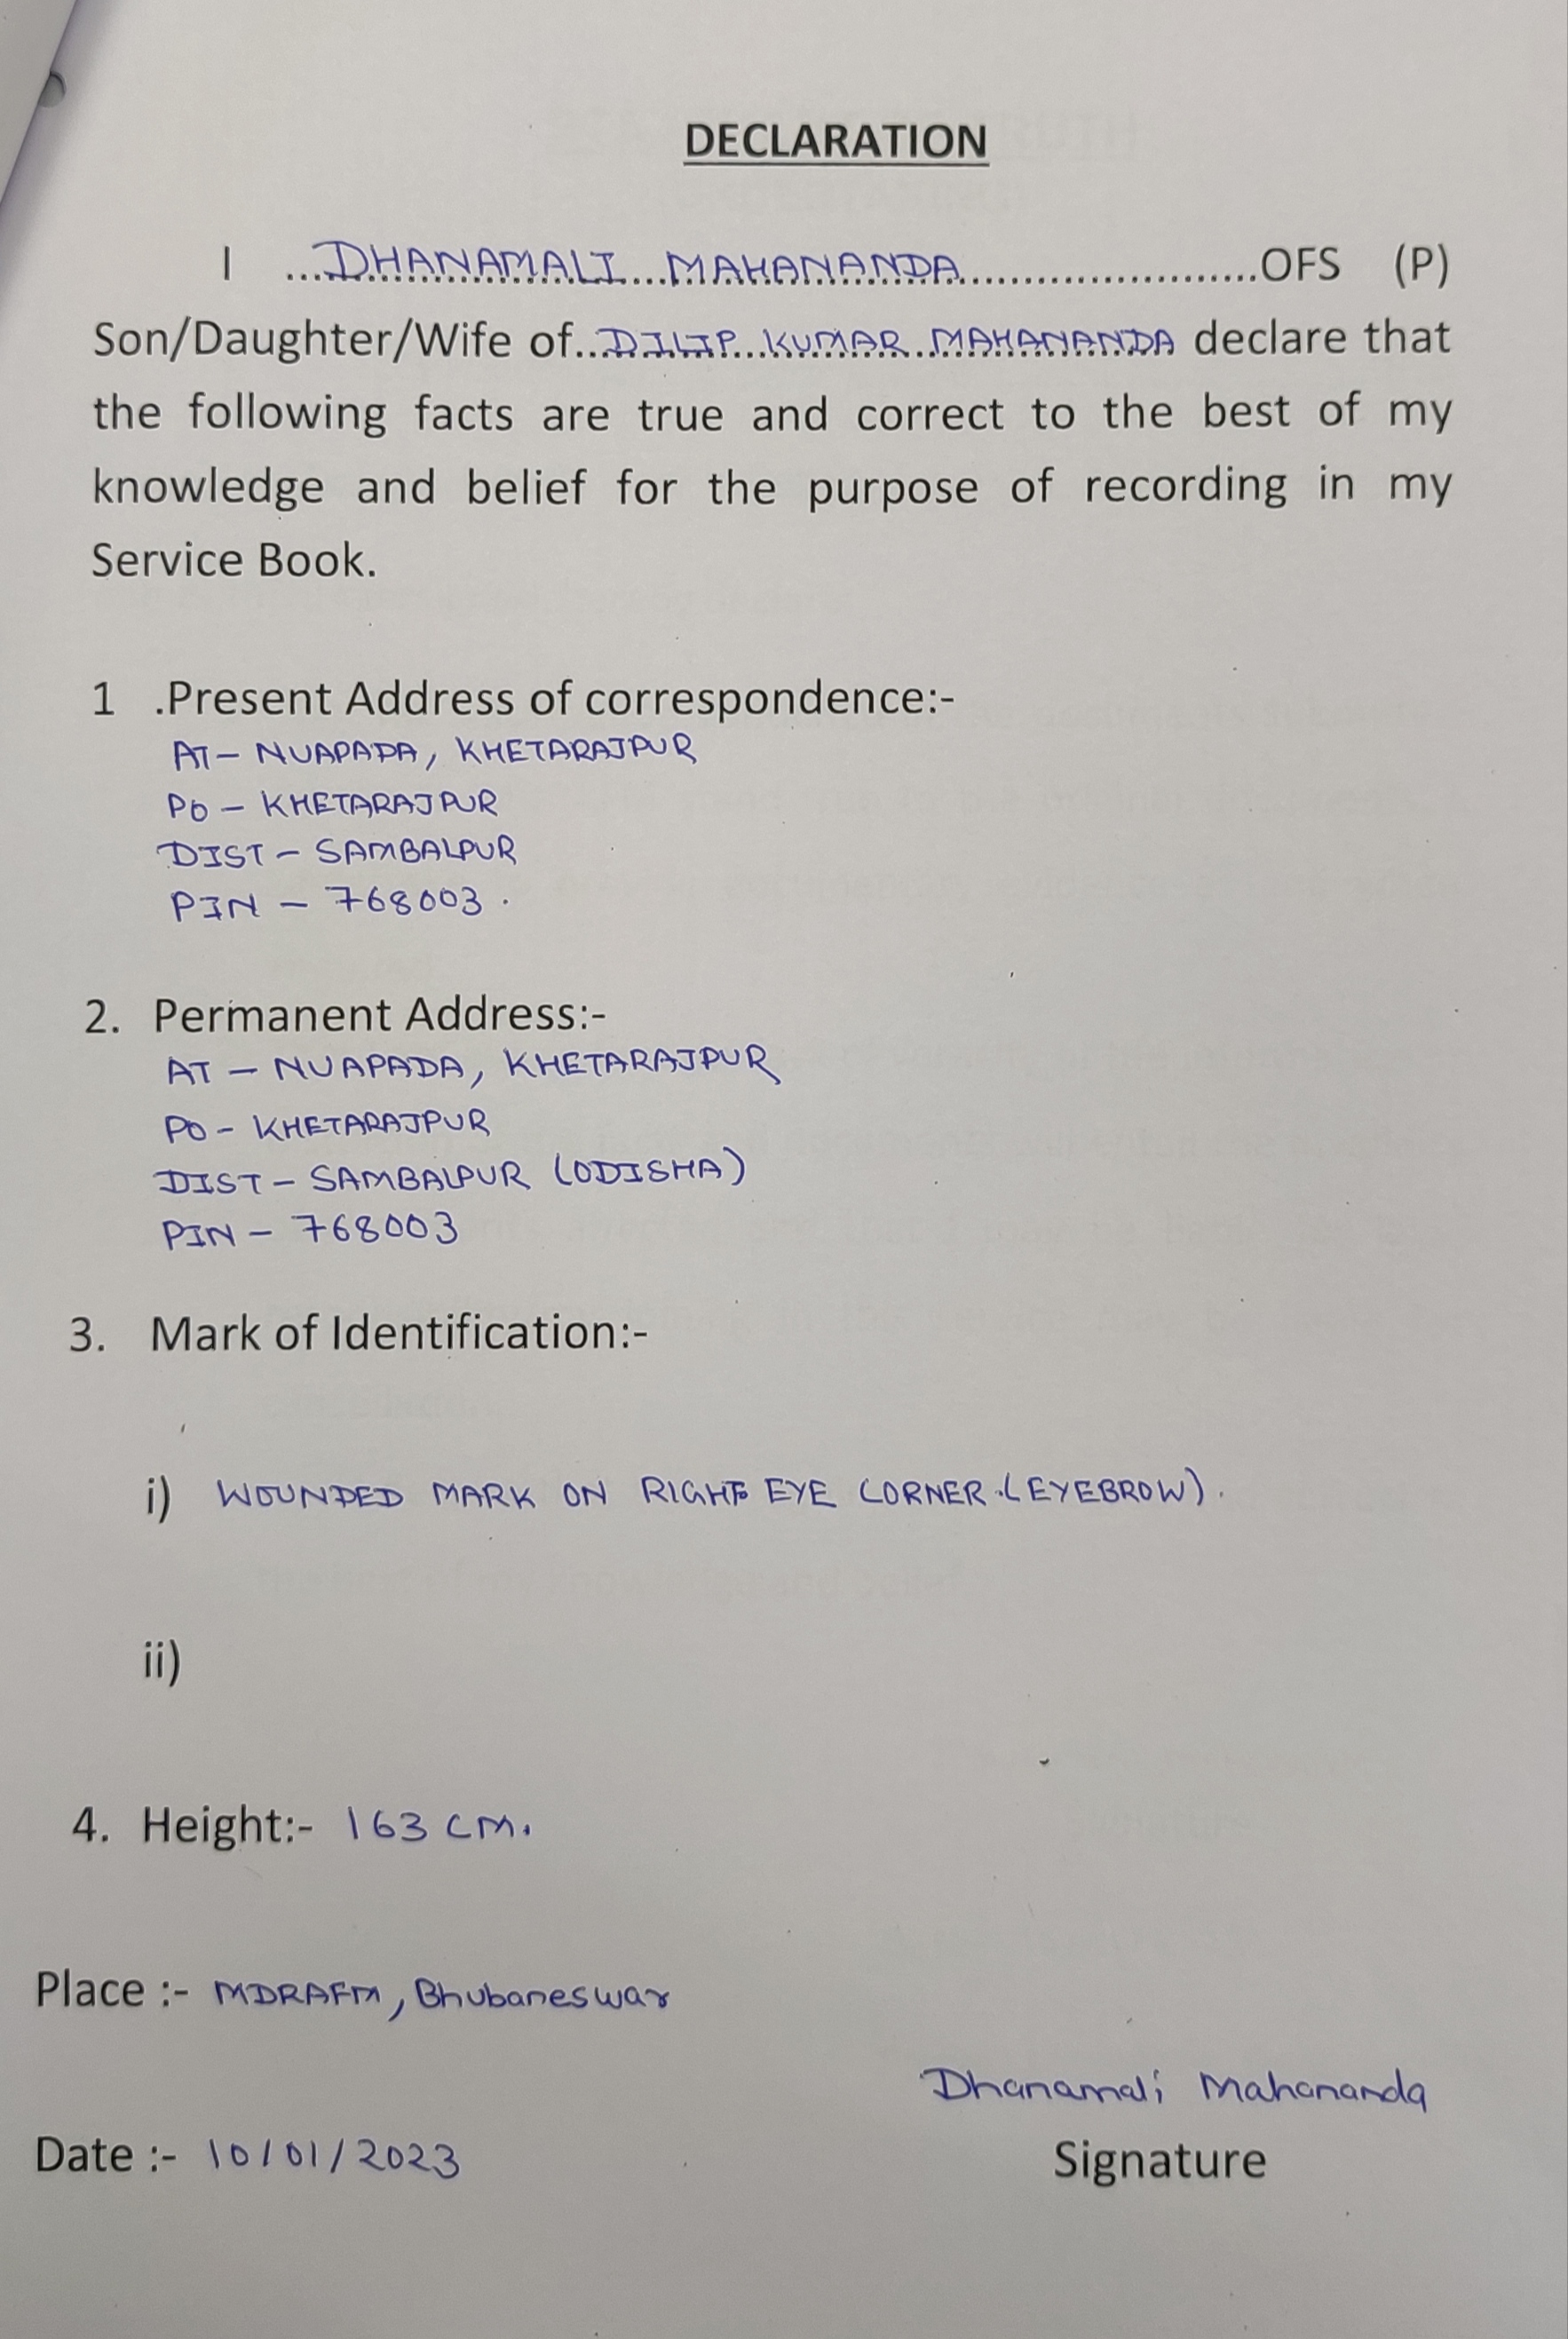 DECLARATION
I ...DHANAMALI...MAHANANDA.......................OFS (P)
Son/Daughter/Wife of...DILIP...KUMAR...MAHANANDA declare that
the following facts are true and correct to the best of my
knowledge and belief for the purpose of recording in my
Service Book.
1 .Present Address of correspondence:-
AT- NUAPADA, KHETARAJPUR
PO - KHETARAJPUR
DIST - SAMBALPUR
PIN - 768003 .
2. Permanent Address:-
AT - NUAPADA, KHETARAJPUR
PO - KHETARAJPUR
DIST - SAMBALPUR (ODISHA)
PIN - 768003
3. Mark of Identification:-
i) WOUNDED MARK ON RIGHT EYE CORNER.(EYEBROW).
ii)
4. Height:- 163 CM.
Place :- MDRAFM, Bhubaneswar
Dhanamali Mahananda
Date :- 10/01/2023
Signature